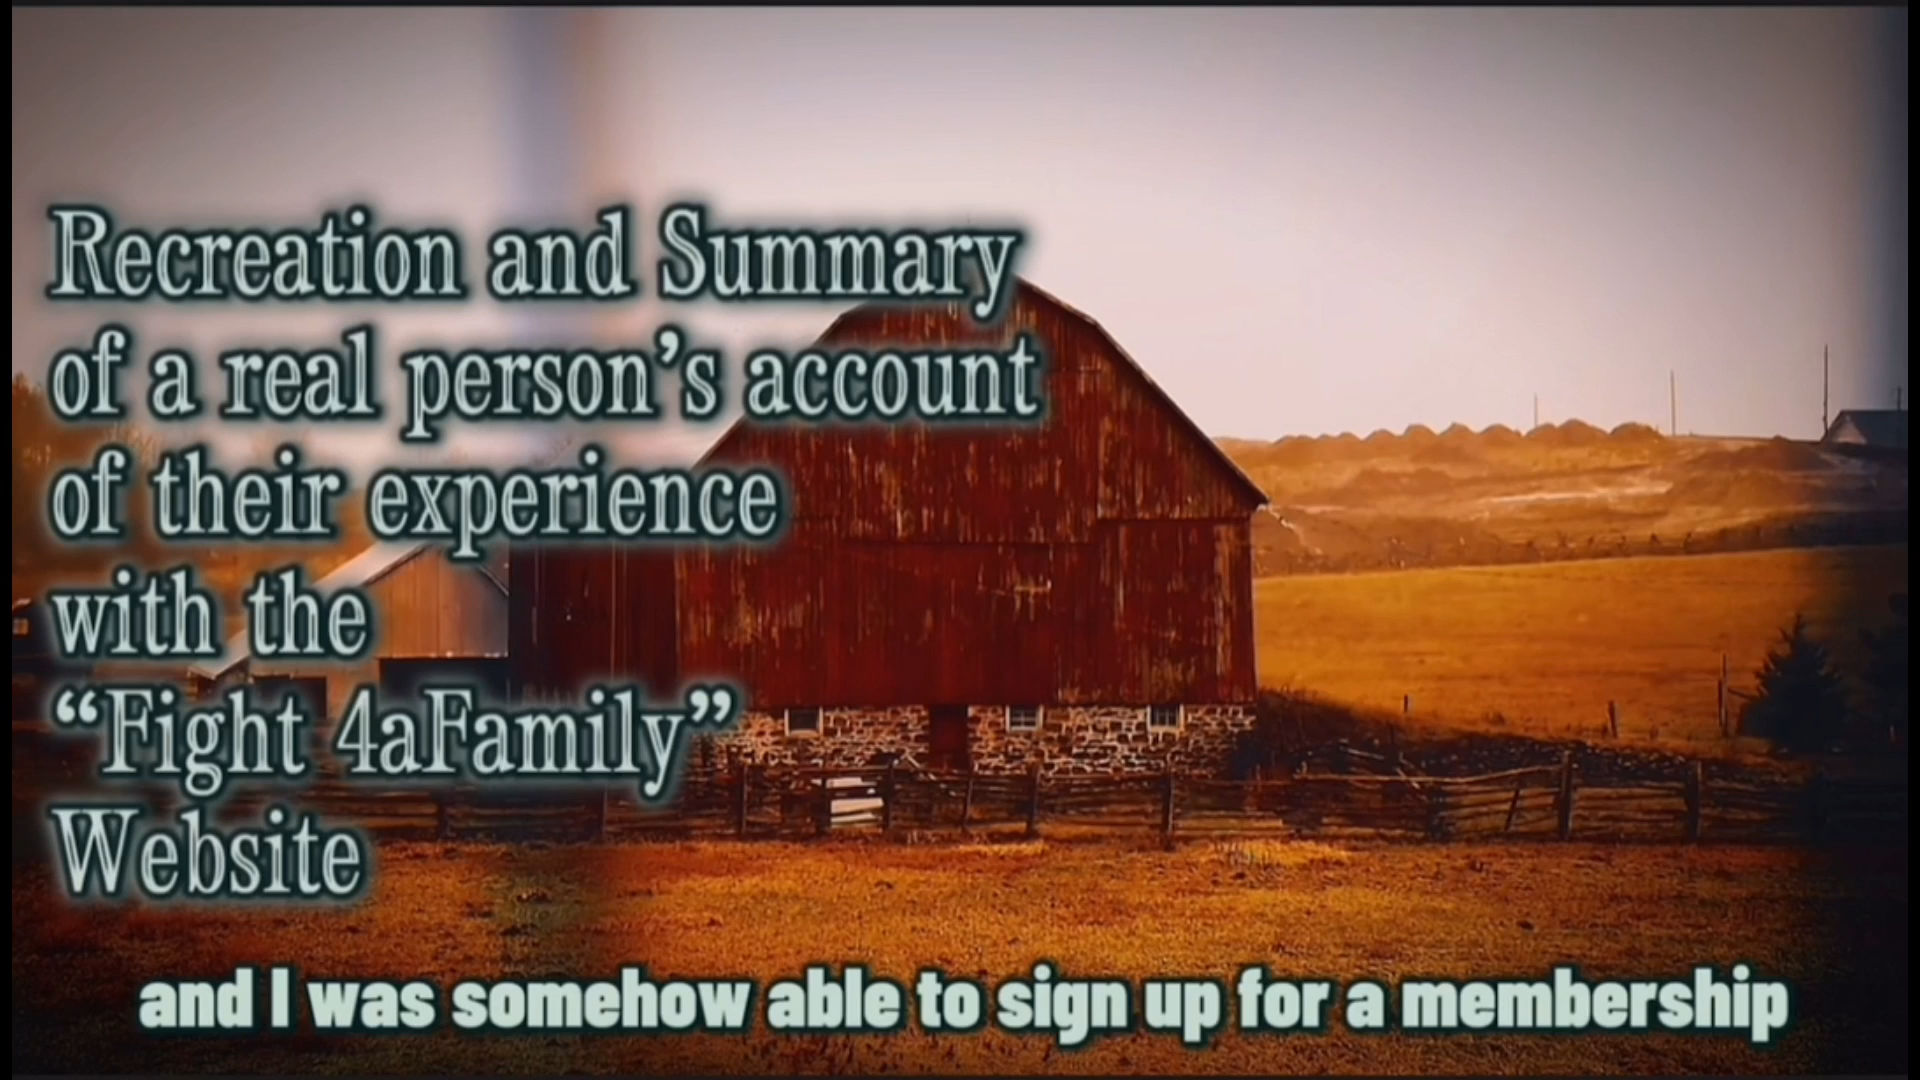 Recreation and Summary
of a real person’s account
of their experience
with the
“Fight 4aFamily”
Website
and I was somehow able to sign up for a membership